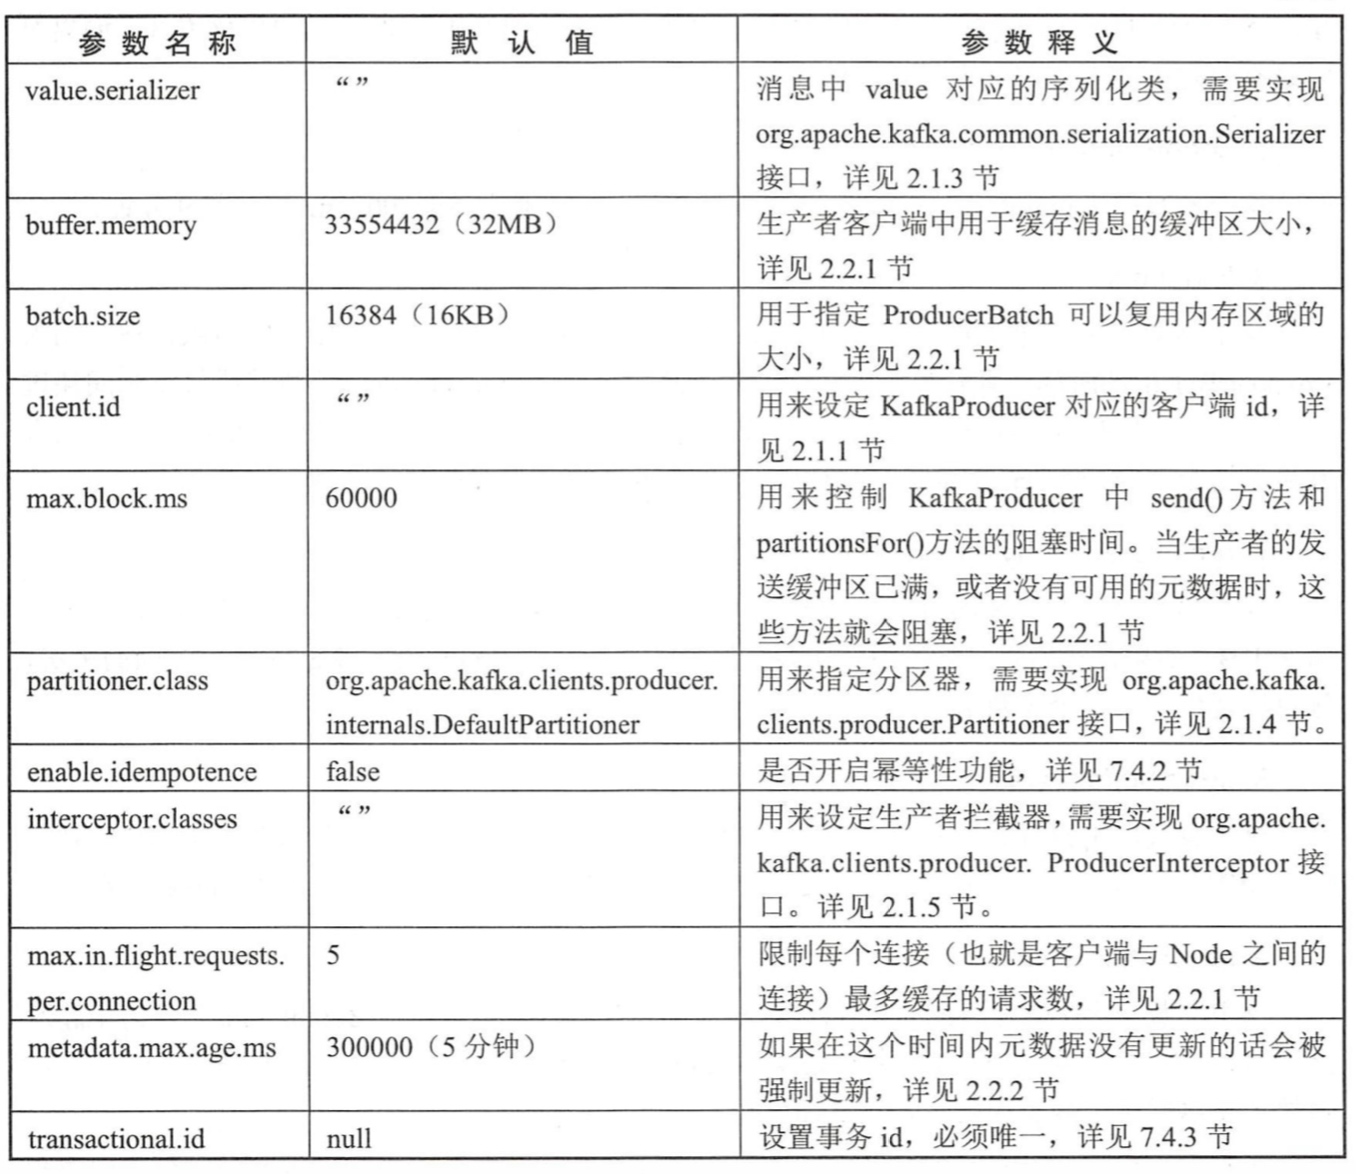 参数名称 默认值 参数释义
value.serializer “” 消息中 value 对应的序列化类，需要实现
org.apache.kafka.common.serialization.Serializer
接口，详见 2.1.3 节
buffer.memory 33554432（32MB） 生产者客户端中用于缓存消息的缓冲区大小，
详见 2.2.1 节
batch.size 16384（16KB） 用于指定 ProducerBatch 可以复用内存区域的
大小，详见 2.2.1 节
client.id “” 用来设定 KafkaProducer 对应的客户端 id，详
见 2.1.1 节
max.block.ms 60000 用来控制 KafkaProducer 中 send()方法和
partitionsFor()方法的阻塞时间。当生产者的发
送缓冲区已满，或者没有可用的元数据时，这
些方法就会阻塞，详见 2.2.1 节
partitioner.class org.apache.kafka.clients.producer. 用来指定分区器，需要实现 org.apache.kafka.
internals.DefaultPartitioner clients.producer.Partitioner 接口，详见 2.1.4 节。
enable.idempotence false 是否开启幂等性功能，详见 7.4.2 节
interceptor.classes “” 用来设定生产者拦截器，需要实现 org.apache.
kafka.clients.producer. ProducerInterceptor 接
口。详见 2.1.5 节。
max.in.flight.requests. 5 限制每个连接（也就是客户端与 Node 之间的
per.connection 连接）最多缓存的请求数，详见 2.2.1 节
metadata.max.age.ms 300000（5 分钟） 如果在这个时间内元数据没有更新的话会被
强制更新，详见 2.2.2 节
transactional.id null 设置事务 id，必须唯一，详见 7.4.3 节